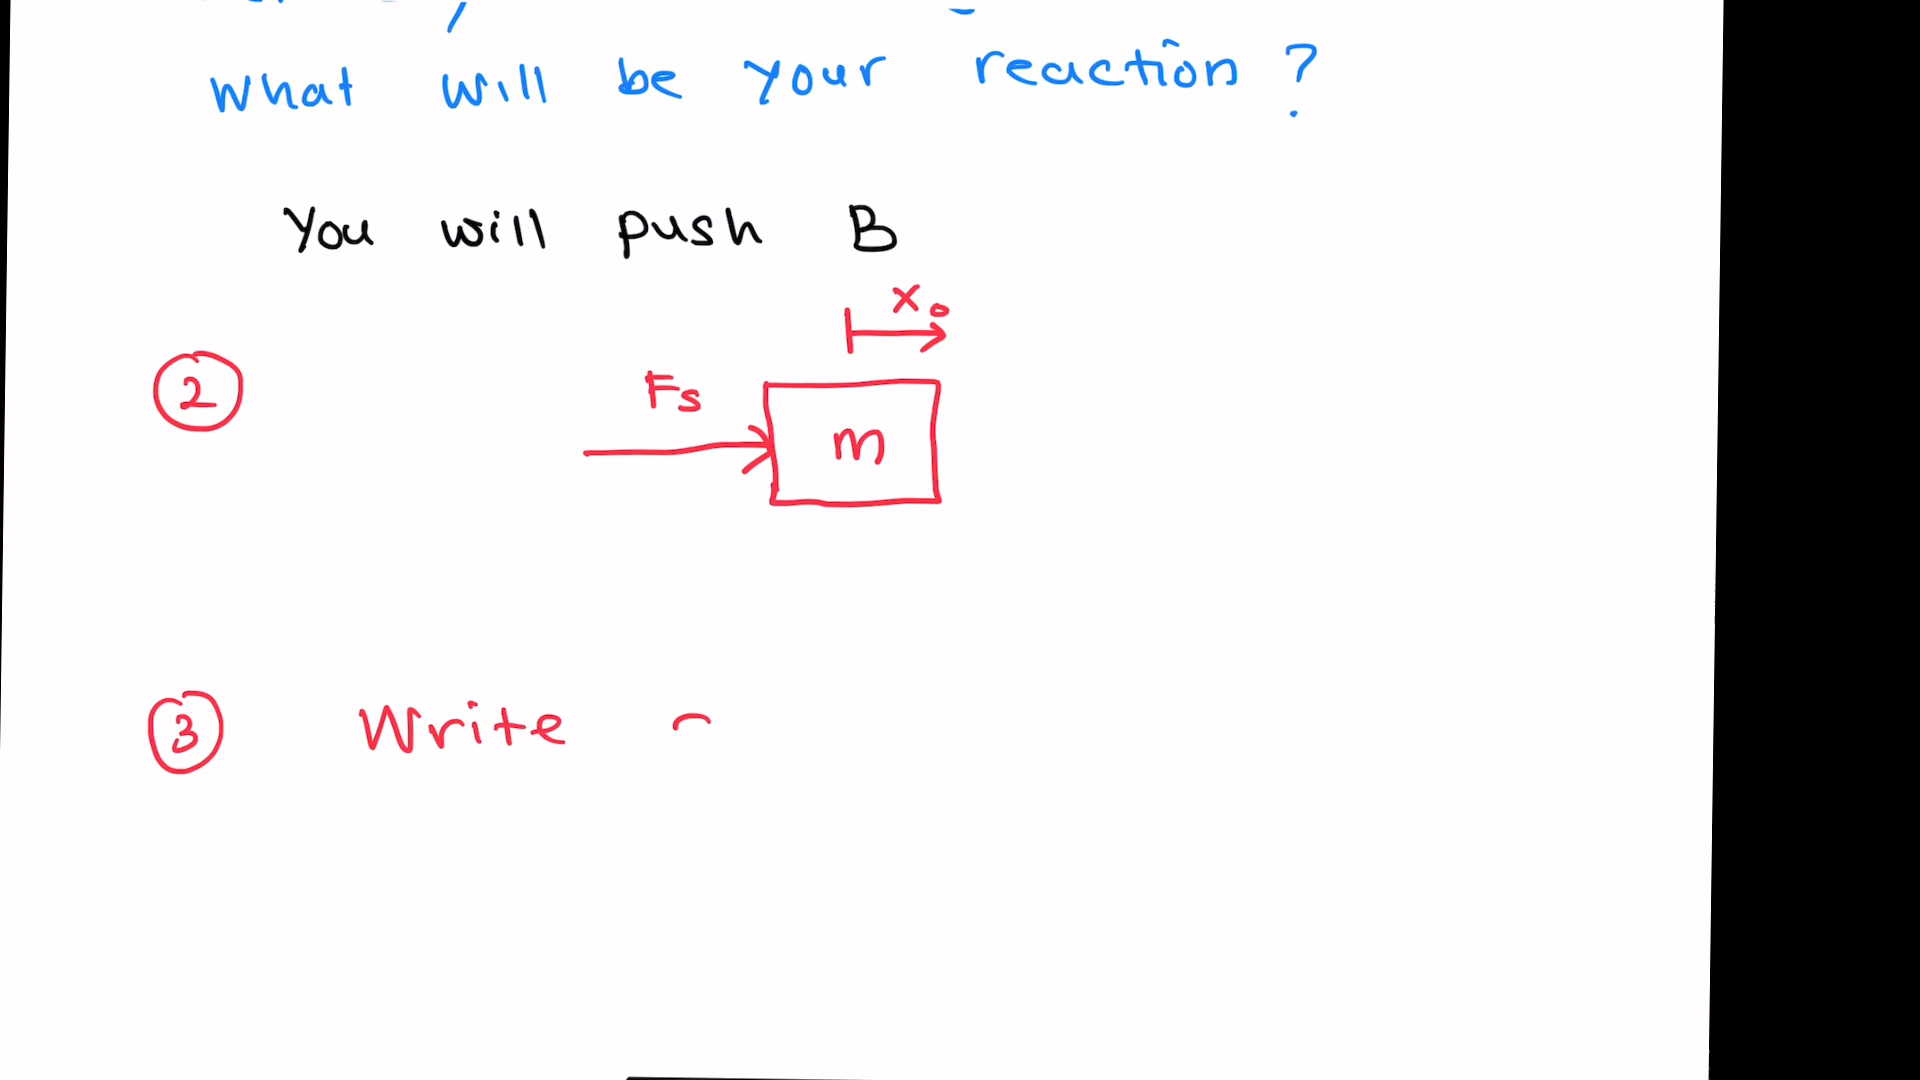 What will be your reaction ?
You will push B
x₀
2
Fs
m
3 Write